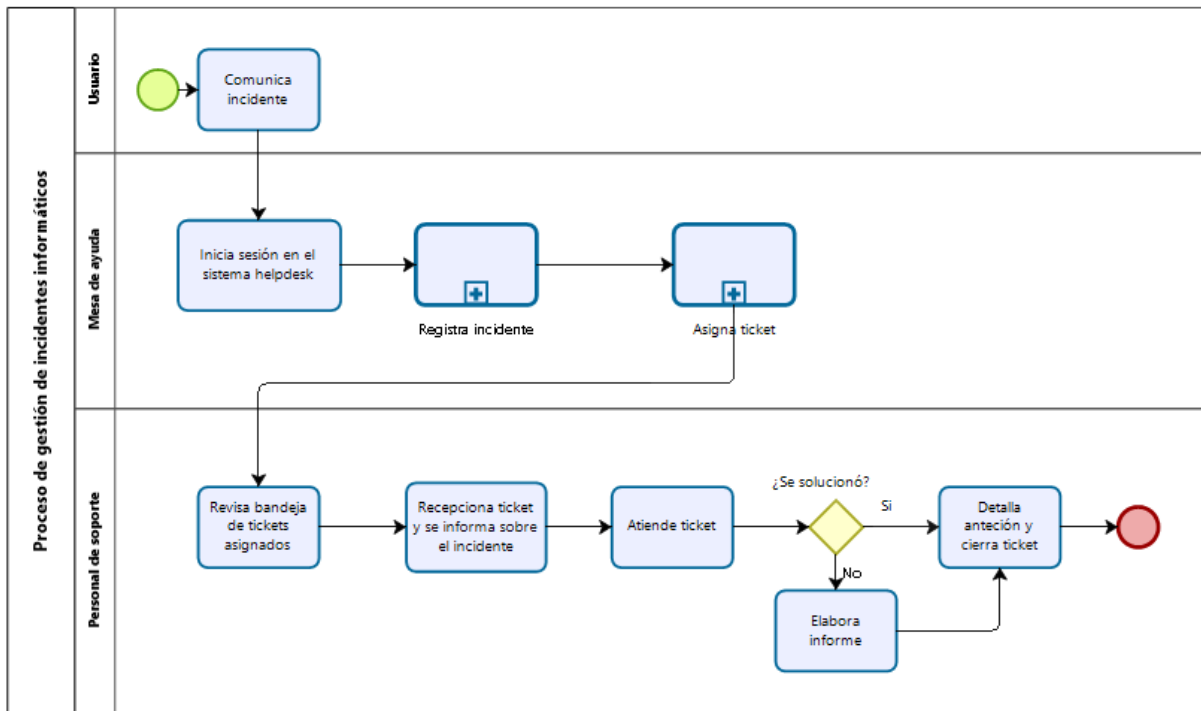 Proceso de gestión de incidentes informáticos
Usuario
Comunica
incidente
Mesa de ayuda
Inicia sesión en el
sistema helpdesk
Registra incidente
Asigna ticket
Personal de soporte
Revisa bandeja
de tickets
asignados
Recepciona ticket
y se informa sobre
el incidente
Atiende ticket
¿Se solucionó?
Si
No
Elabora
informe
Detalla
anteción y
cierra ticket